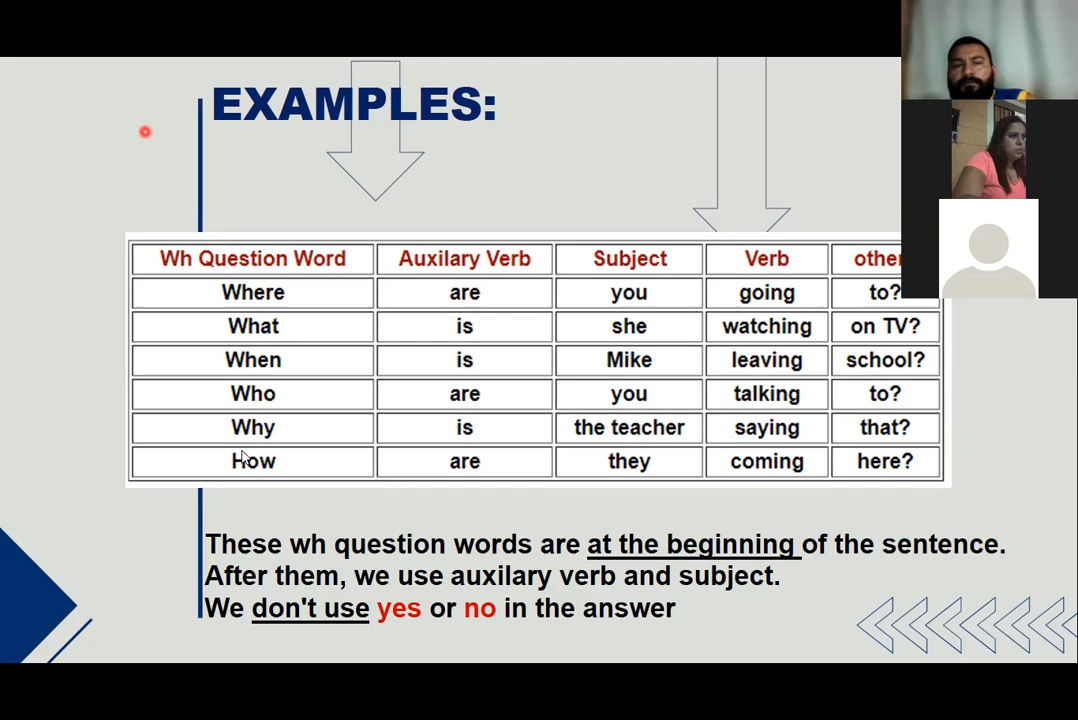 EXAMPLES:
Wh Question Word Auxilary Verb Subject Verb other
Where are you going to?
What is she watching on TV?
When is Mike leaving school?
Who are you talking to?
Why is the teacher saying that?
How are they coming here?
These wh question words are at the beginning of the sentence.
After them, we use auxilary verb and subject.
We don't use yes or no in the answer